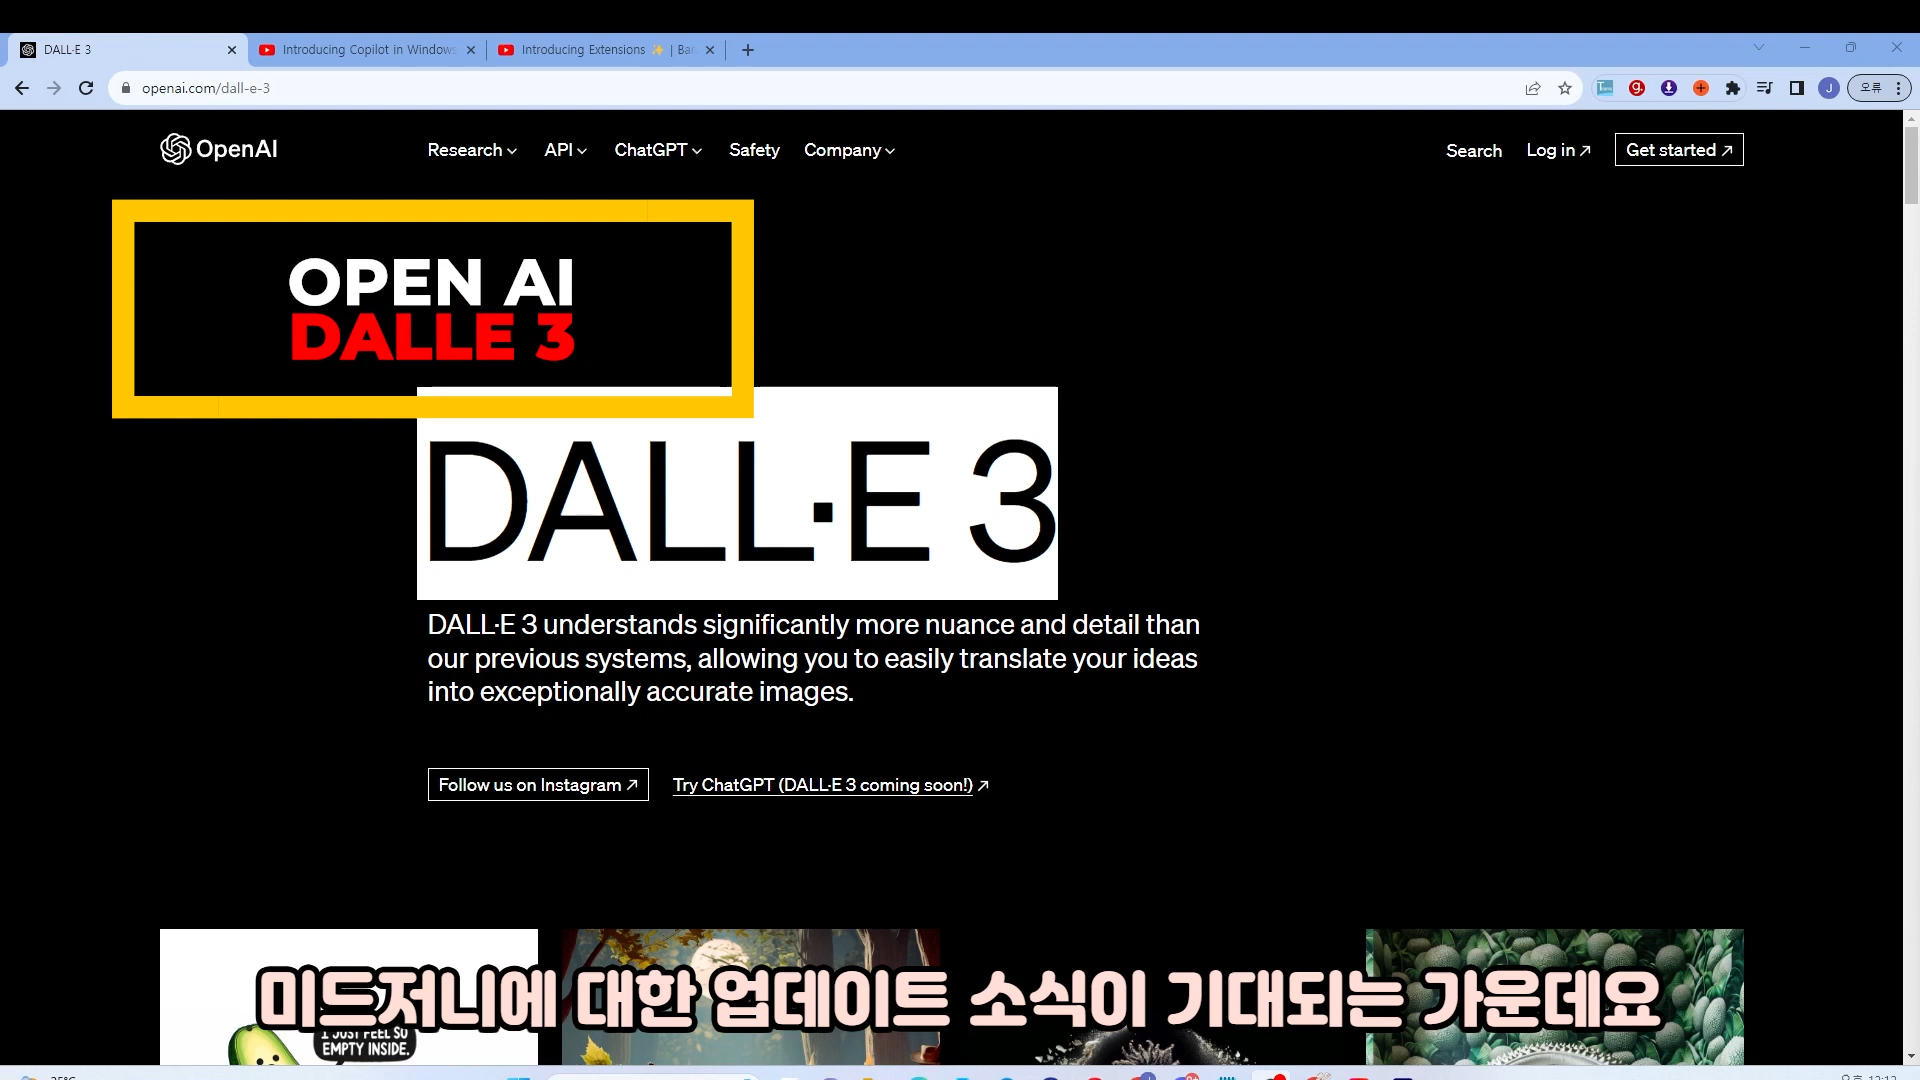 DALL·E 3
Introducing Copilot in Windows
Introducing Extensions ✨ | Bar
openai.com/dall-e-3
J
오류
OpenAI
Research
API
ChatGPT
Safety
Company
Search
Log in ↗
Get started ↗
OPEN AI
DALLE 3
DALL·E 3
DALL·E 3 understands significantly more nuance and detail than
our previous systems, allowing you to easily translate your ideas
into exceptionally accurate images.
Follow us on Instagram ↗
Try ChatGPT (DALL·E 3 coming soon!) ↗
미드저니에 대한 업데이트 소식이 기대되는 가운데요
I JUST FEEL SO
EMPTY INSIDE.